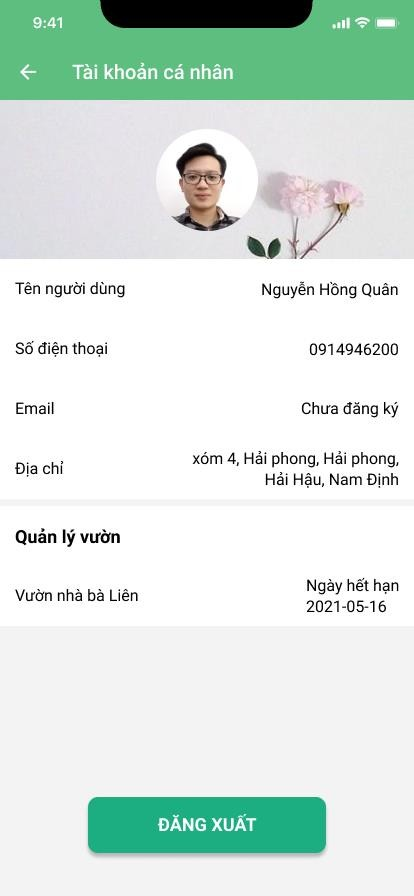 9:41
Tài khoản cá nhân
Tên người dùng
Nguyễn Hồng Quân
Số điện thoại
0914946200
Email
Chưa đăng ký
Địa chỉ
xóm 4, Hải phong, Hải phong,
Hải Hậu, Nam Định
Quản lý vườn
Vườn nhà bà Liên
Ngày hết hạn
2021-05-16
ĐĂNG XUẤT